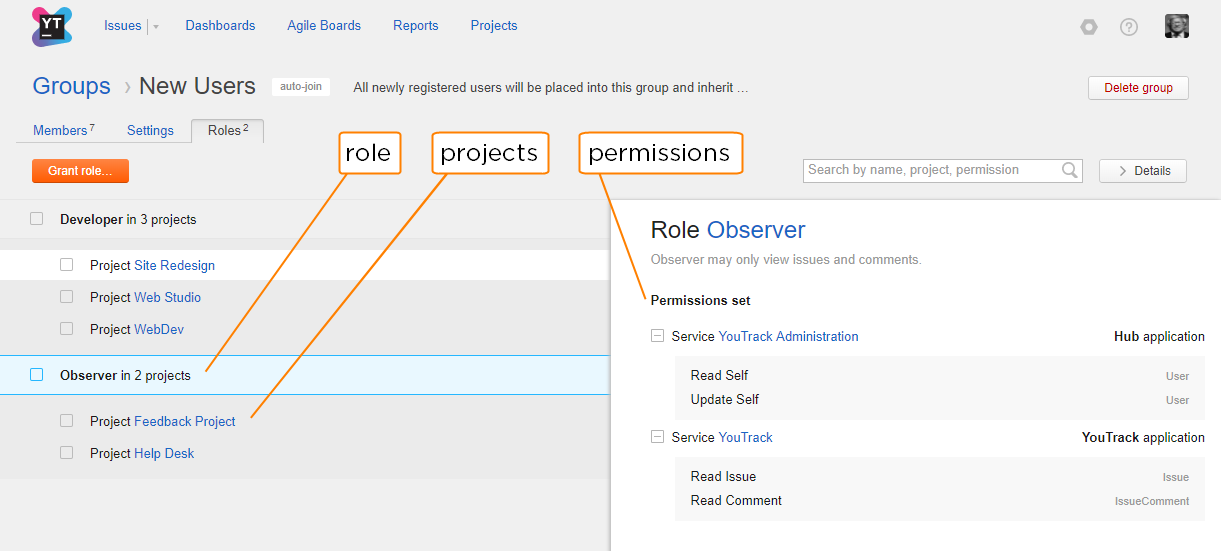 YT
Issues Dashboards Agile Boards Reports Projects
Groups › New Users auto-join All newly registered users will be placed into this group and inherit ... Delete group
Members 7 Settings Roles 2
role projects permissions
Grant role... Search by name, project, permission > Details
Developer in 3 projects
Project Site Redesign
Project Web Studio
Project WebDev
Observer in 2 projects
Project Feedback Project
Project Help Desk
Role Observer
Observer may only view issues and comments.
Permissions set
Service YouTrack Administration Hub application
Read Self User
Update Self User
Service YouTrack YouTrack application
Read Issue Issue
Read Comment IssueComment